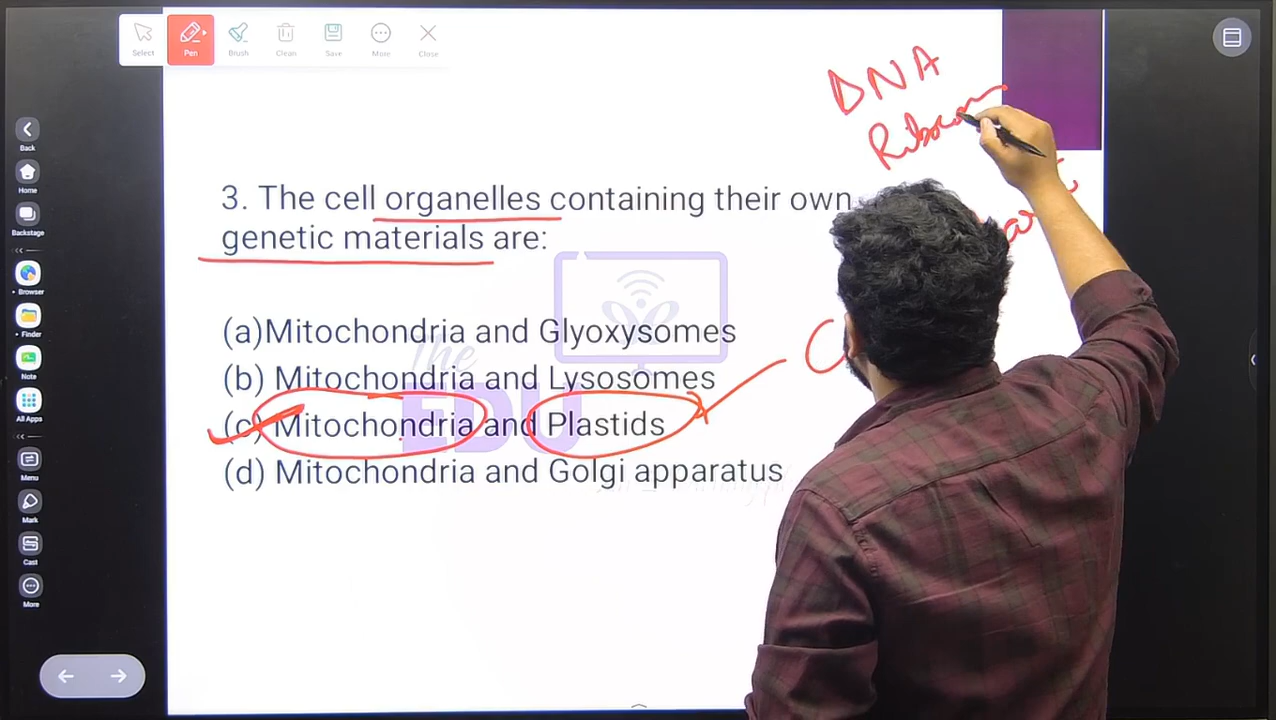 Select
Pen
Brush
Clean
Save
More
Close
DNA
Back
Home
Backstage
Browser
Finder
Note
All Apps
Menu
Mark
Cast
More
3. The cell organelles containing their own
genetic materials are:
(a)Mitochondria and Glyoxysomes
(b) Mitochondria and Lysosomes
(c) Mitochondria and Plastids
(d) Mitochondria and Golgi apparatus
The
EDU